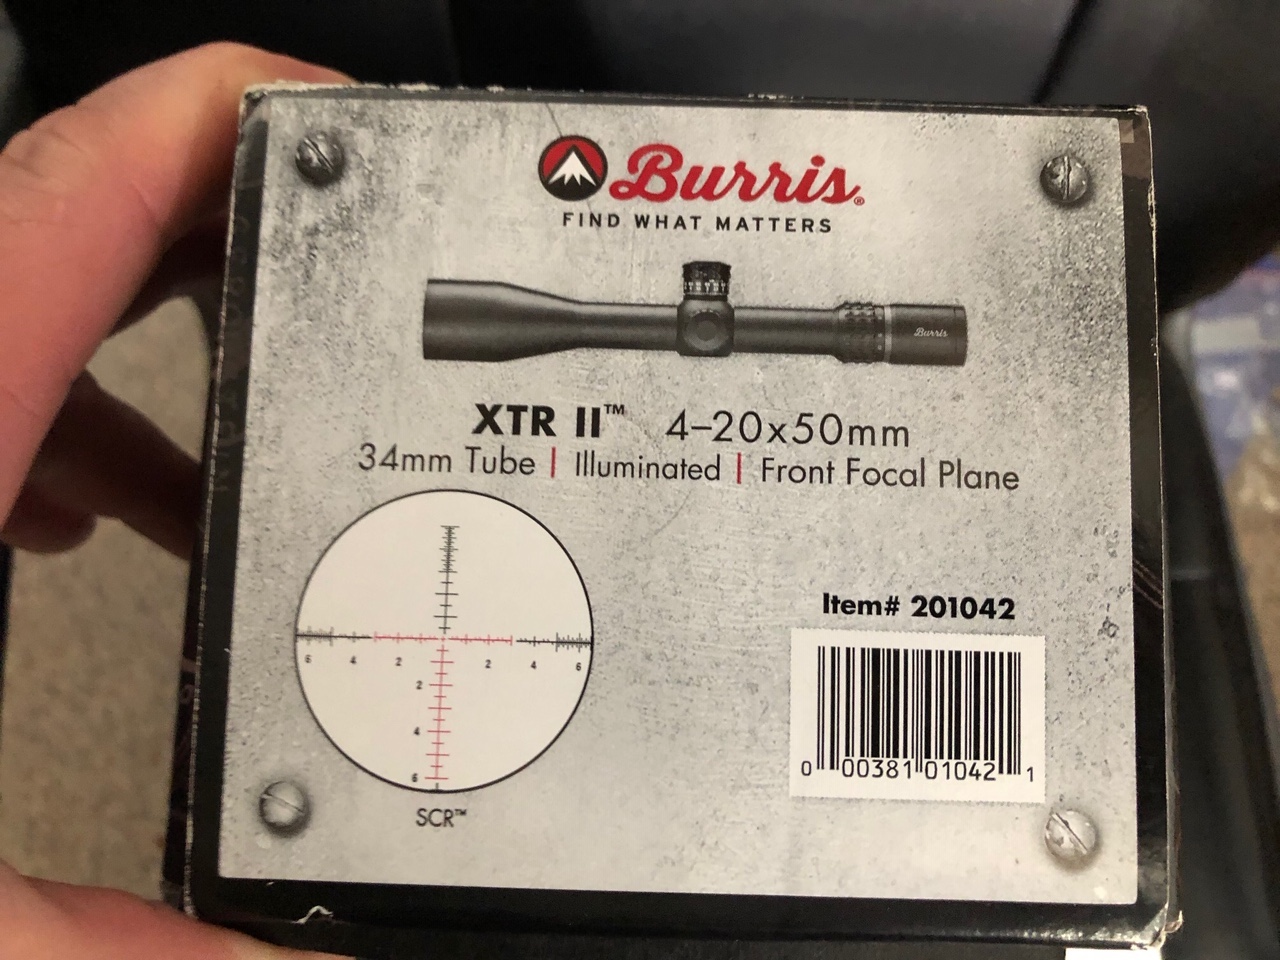 Burris®
FIND WHAT MATTERS
Burris
XTR II™ 4–20x50mm
34mm Tube | Illuminated | Front Focal Plane
6 4 2 2 4 6
2
4
6
SCR™
Item# 201042
0 00381 01042 1